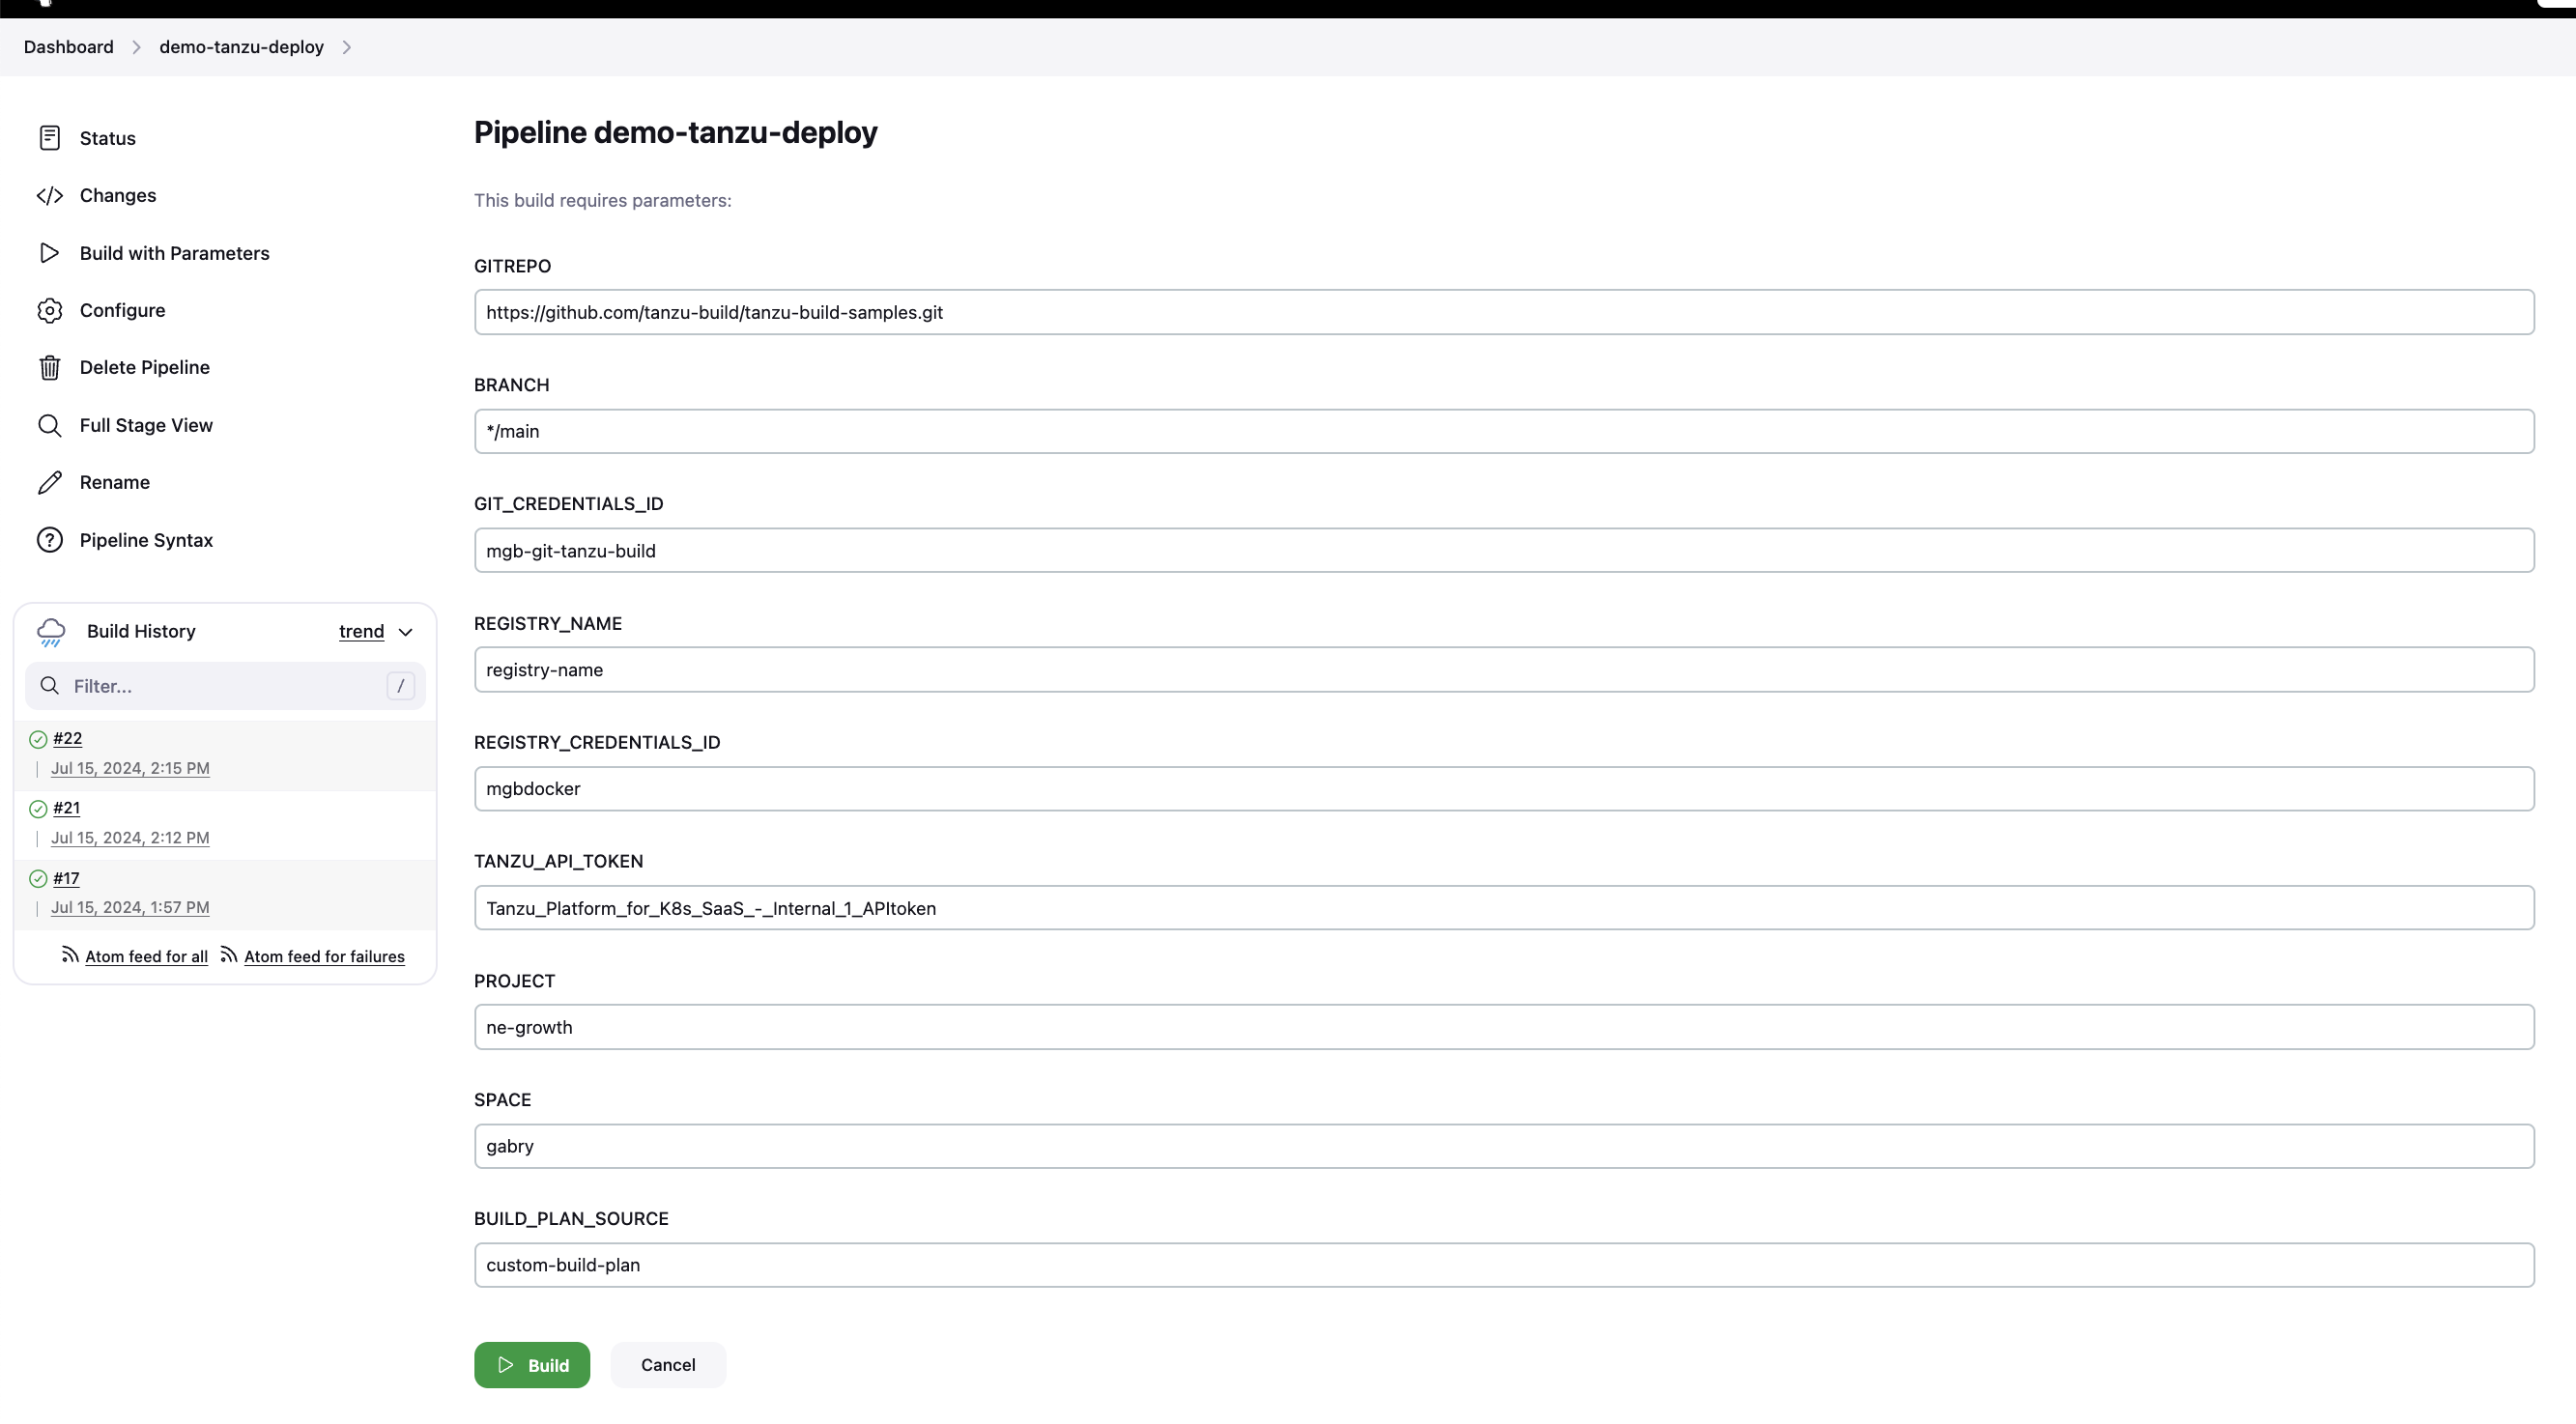 Dashboard
demo-tanzu-deploy
Status
Changes
Build with Parameters
Configure
Delete Pipeline
Full Stage View
Rename
Pipeline Syntax
Build History
trend
Filter...
/
#22
Jul 15, 2024, 2:15 PM
#21
Jul 15, 2024, 2:12 PM
#17
Jul 15, 2024, 1:57 PM
Atom feed for all
Atom feed for failures
Pipeline demo-tanzu-deploy
This build requires parameters:
GITREPO
https://github.com/tanzu-build/tanzu-build-samples.git
BRANCH
*/main
GIT_CREDENTIALS_ID
mgb-git-tanzu-build
REGISTRY_NAME
registry-name
REGISTRY_CREDENTIALS_ID
mgbdocker
TANZU_API_TOKEN
Tanzu_Platform_for_K8s_SaaS_-_Internal_1_APItoken
PROJECT
ne-growth
SPACE
gabry
BUILD_PLAN_SOURCE
custom-build-plan
Build
Cancel